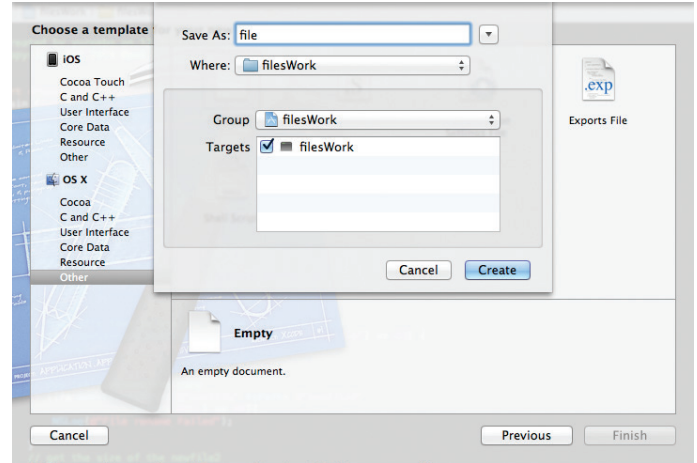 Choose a template
Save As: file
Where: filesWork
iOS
Cocoa Touch
C and C++
User Interface
Core Data
Resource
Other
OS X
Cocoa
C and C++
User Interface
Core Data
Resource
Other
Group filesWork
Targets filesWork
Cancel Create
.exp
Exports File
Shell Script
Empty
An empty document.
Cancel Previous Finish